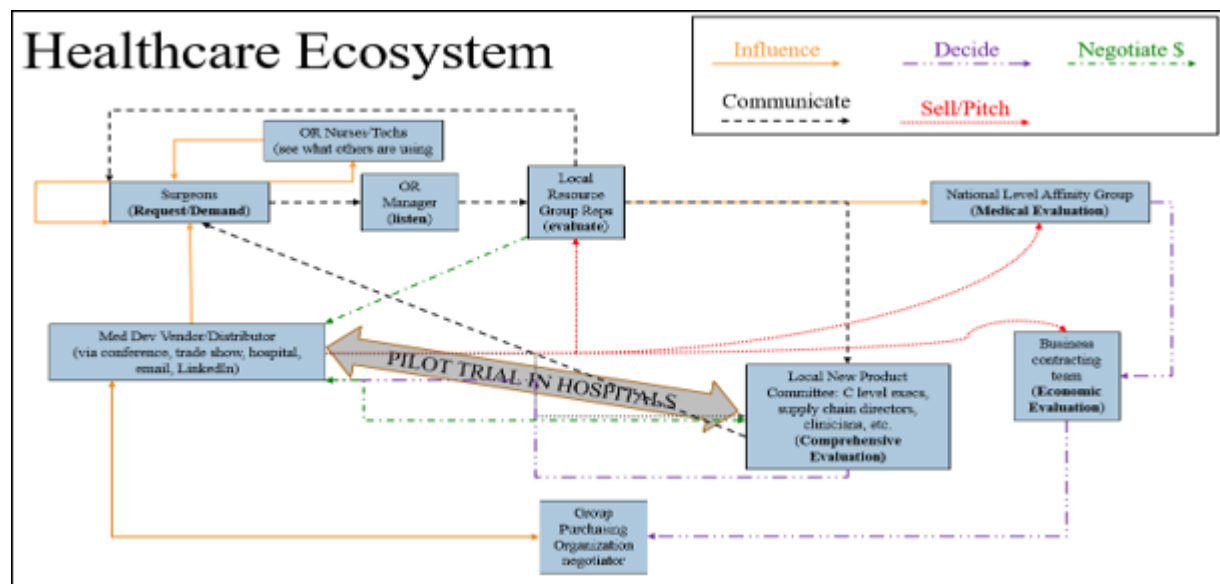 Healthcare Ecosystem
Influence
Decide
Negotiate $
Communicate
Sell/Pitch
OR Nurses/Techs
(see what others are using
Surgeons
(Request/Demand)
OR
Manager
(listen)
Local
Resource
Group Reps
(evaluate)
National Level Affinity Group
(Medical Evaluation)
Med Dev Vender/Distributor
(via conference, trade show, hospital,
email, LinkedIn)
PILOT TRIAL IN HOSPITALS
Local New Product
Committee: C level execs,
supply chain directors,
clinicians, etc.
(Comprehensive
Evaluation)
Business
contracting
team
(Economic
Evaluation)
Group
Purchasing
Organization
negotiator